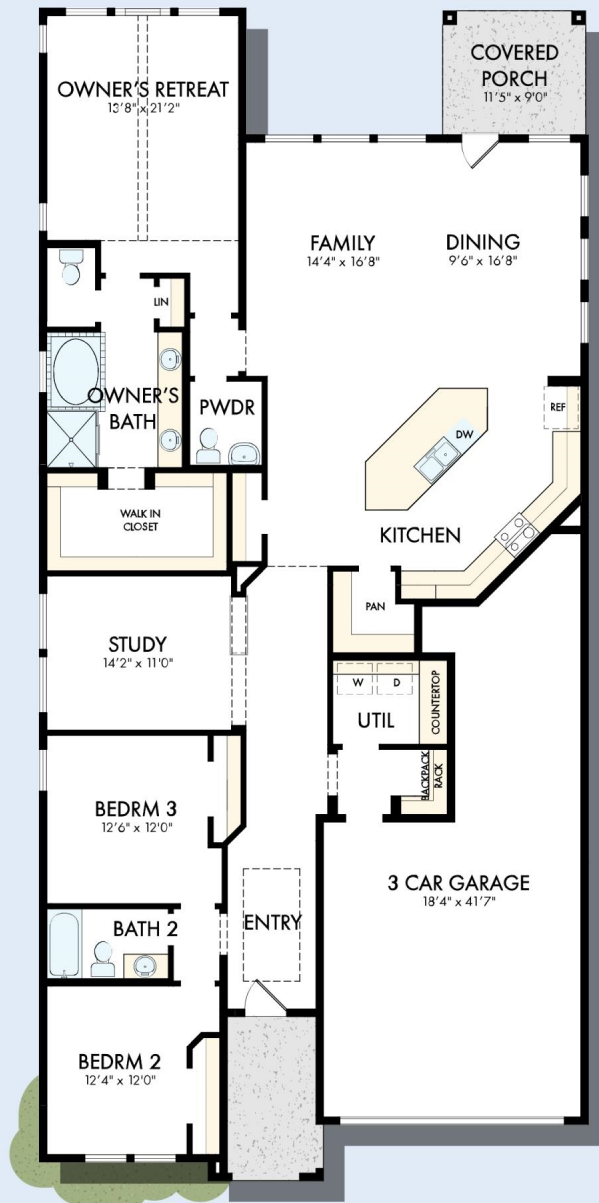 OWNER'S RETREAT
13'8" x 21'2"
COVERED
PORCH
11'5" x 9'0"
FAMILY
14'4" x 16'8"
DINING
9'6" x 16'8"
LIN
OWNER'S
BATH
PWDR
REF
DW
WALK IN
CLOSET
KITCHEN
PAN
STUDY
14'2" x 11'0"
W
D
COUNTERTOP
UTIL
BACKPACK
RACK
BEDRM 3
12'6" x 12'0"
3 CAR GARAGE
18'4" x 41'7"
BATH 2
ENTRY
BEDRM 2
12'4" x 12'0"